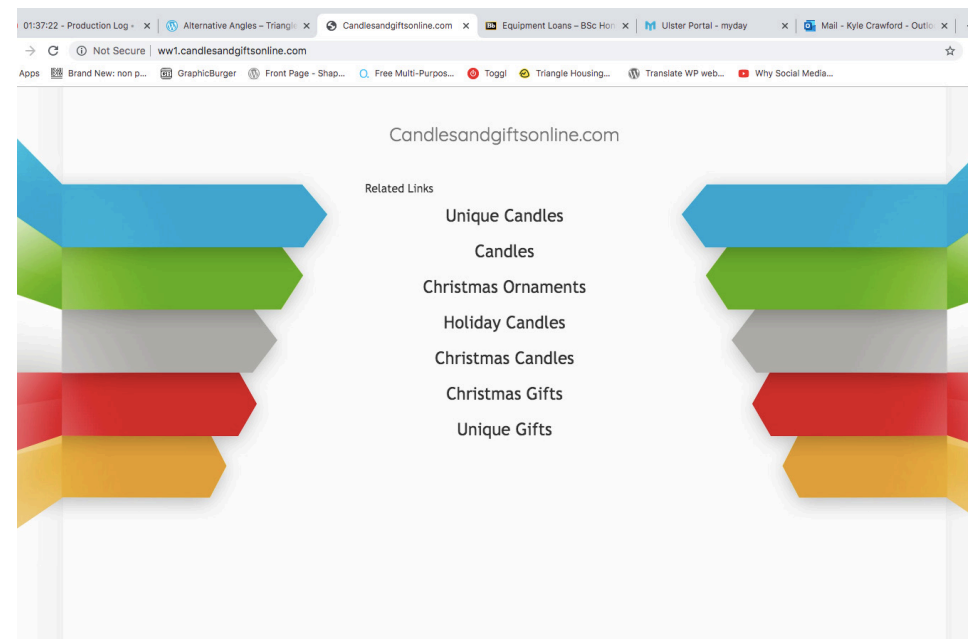 01:37:22 - Production Log -
Alternative Angles – Triangle
Candlesandgiftsonline.com
Equipment Loans – BSc Hon
Ulster Portal - myday
Mail - Kyle Crawford - Outlo
Not Secure | ww1.candlesandgiftsonline.com
Apps
Brand New: non p...
GraphicBurger
Front Page - Shap...
Free Multi-Purpos...
Toggl
Triangle Housing...
Translate WP web...
Why Social Media...
Candlesandgiftsonline.com
Related Links
Unique Candles
Candles
Christmas Ornaments
Holiday Candles
Christmas Candles
Christmas Gifts
Unique Gifts